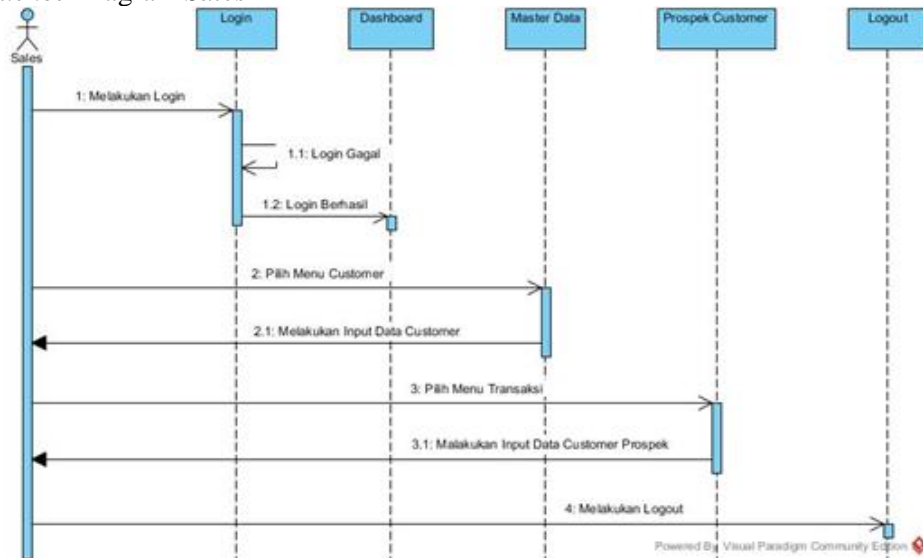 Login Dashboard Master Data Prospek Customer Logout
Sales
1: Melakukan Login
1.1: Login Gagal
1.2: Login Berhasil
2: Pilih Menu Customer
2.1: Melakukan Input Data Customer
3: Pilih Menu Transaksi
3.1: Malakukan Input Data Customer Prospek
4: Melakukan Logout
Powered By Visual Paradigm Community Edition